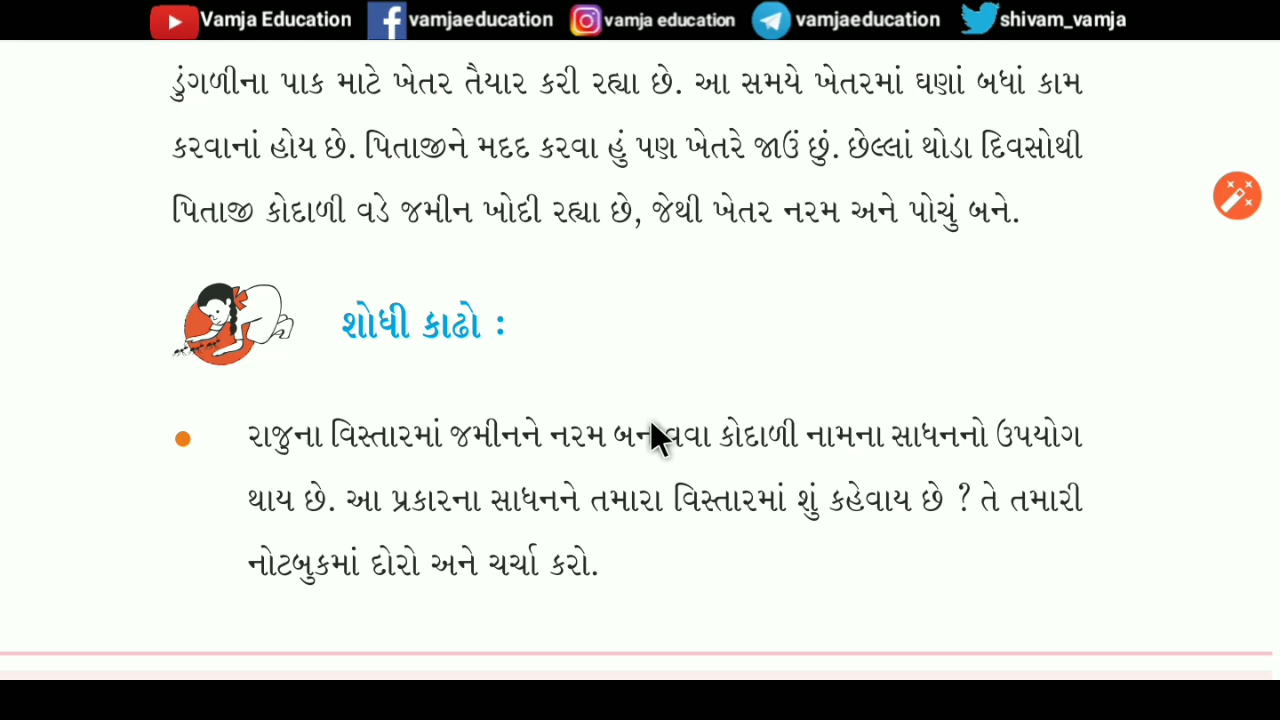 Vamja Education vamjaeducation vamja education vamjaeducation shivam_vamja
ડુંગળીના પાક માટે ખેતર તૈયાર કરી રહ્યા છે. આ સમયે ખેતરમાં ઘણાં બધાં કામ
કરવાનાં હોય છે. પિતાજીને મદદ કરવા હું પણ ખેતરે જાઉં છું. છેલ્લાં થોડા દિવસોથી
પિતાજી કોદાળી વડે જમીન ખોદી રહ્યા છે, જેથી ખેતર નરમ અને પોચું બને.
શોધી કાઢો :
રાજુના વિસ્તારમાં જમીનને નરમ કોદાળી નામના સાધનનો ઉપયોગ
થાય છે. આ પ્રકારના સાધનને તમારા વિસ્તારમાં શું કહેવાય છે ? તે તમારી
નોટબુકમાં દોરો અને ચર્ચા કરો.